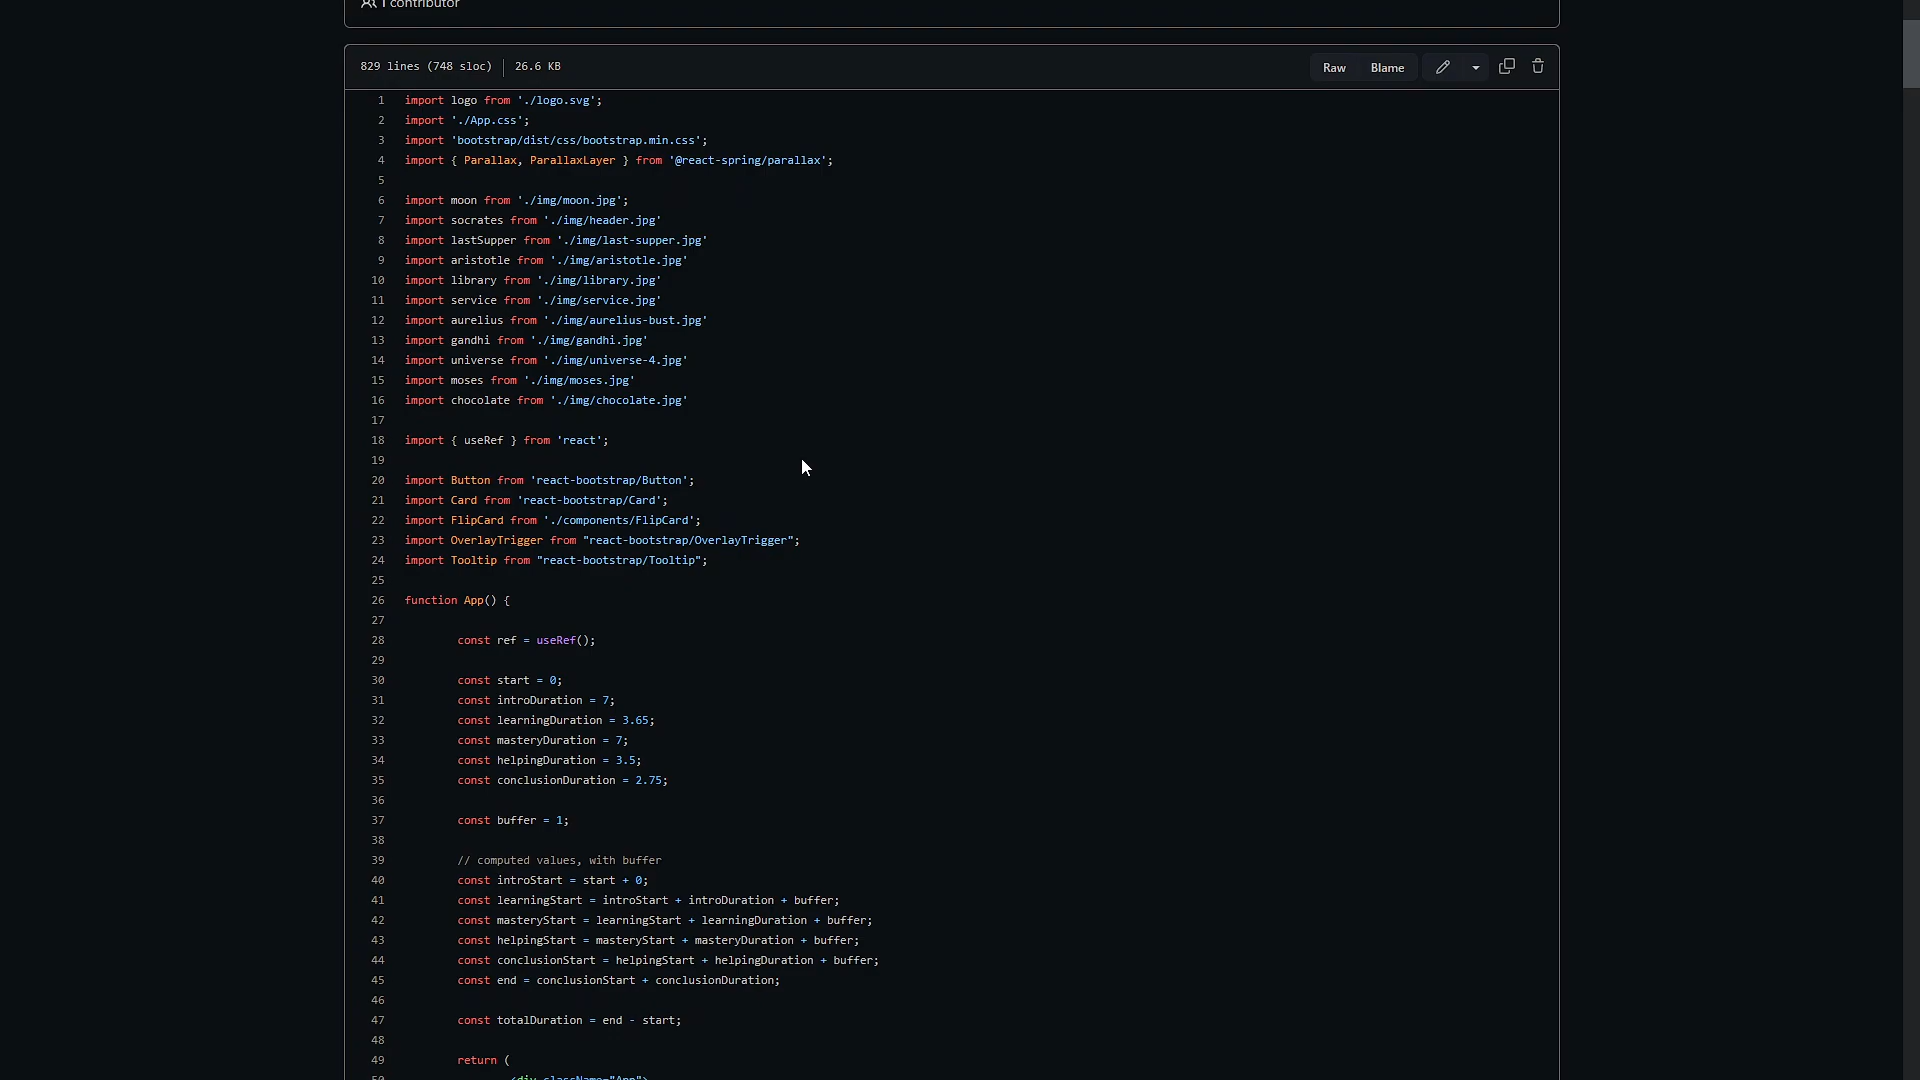 1 contributor
829 lines (748 sloc) 26.6 KB
Raw Blame
1 import logo from './logo.svg';
2 import './App.css';
3 import 'bootstrap/dist/css/bootstrap.min.css';
4 import { Parallax, ParallaxLayer } from '@react-spring/parallax';
5
6 import moon from './img/moon.jpg';
7 import socrates from './img/header.jpg'
8 import lastSupper from './img/last-supper.jpg'
9 import aristotle from './img/aristotle.jpg'
10 import library from './img/library.jpg'
11 import service from './img/service.jpg'
12 import aurelius from './img/aurelius-bust.jpg'
13 import gandhi from './img/gandhi.jpg'
14 import universe from './img/universe-4.jpg'
15 import moses from './img/moses.jpg'
16 import chocolate from './img/chocolate.jpg'
17
18 import { useRef } from 'react';
19
20 import Button from 'react-bootstrap/Button';
21 import Card from 'react-bootstrap/Card';
22 import FlipCard from './components/FlipCard';
23 import OverlayTrigger from "react-bootstrap/OverlayTrigger";
24 import Tooltip from "react-bootstrap/Tooltip";
25
26 function App() {
27
28 const ref = useRef();
29
30 const start = 0;
31 const introDuration = 7;
32 const learningDuration = 3.65;
33 const masteryDuration = 7;
34 const helpingDuration = 3.5;
35 const conclusionDuration = 2.75;
36
37 const buffer = 1;
38
39 // computed values, with buffer
40 const introStart = start + 0;
41 const learningStart = introStart + introDuration + buffer;
42 const masteryStart = learningStart + learningDuration + buffer;
43 const helpingStart = masteryStart + masteryDuration + buffer;
44 const conclusionStart = helpingStart + helpingDuration + buffer;
45 const end = conclusionStart + conclusionDuration;
46
47 const totalDuration = end - start;
48
49 return (
50 <div className="App">